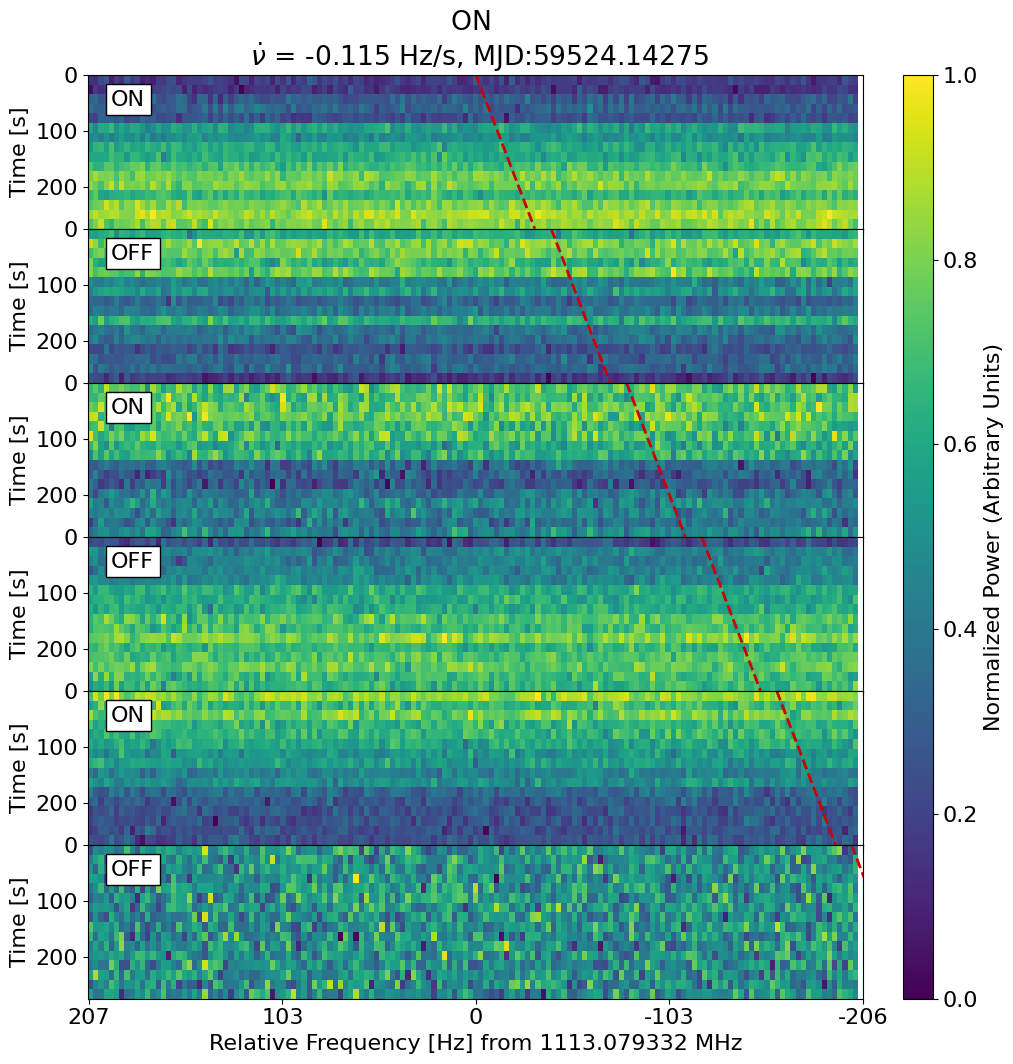 ON
ν̇ = -0.115 Hz/s, MJD:59524.14275
0
ON
100
200
Time [s]
0
OFF
100
200
Time [s]
0
ON
100
200
Time [s]
0
OFF
100
200
Time [s]
0
ON
100
200
Time [s]
0
OFF
100
200
Time [s]
207 103 0 -103 -206
Relative Frequency [Hz] from 1113.079332 MHz
1.0
0.8
0.6
0.4
0.2
0.0
Normalized Power (Arbitrary Units)